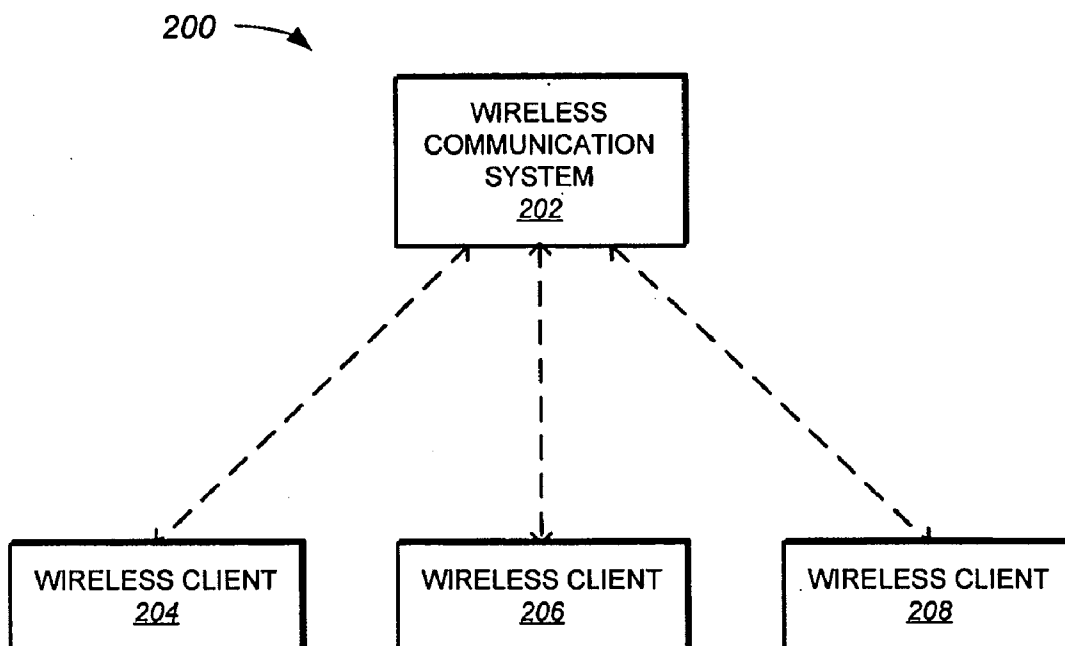 200
WIRELESS
COMMUNICATION
SYSTEM
202
WIRELESS CLIENT
204
WIRELESS CLIENT
206
WIRELESS CLIENT
208